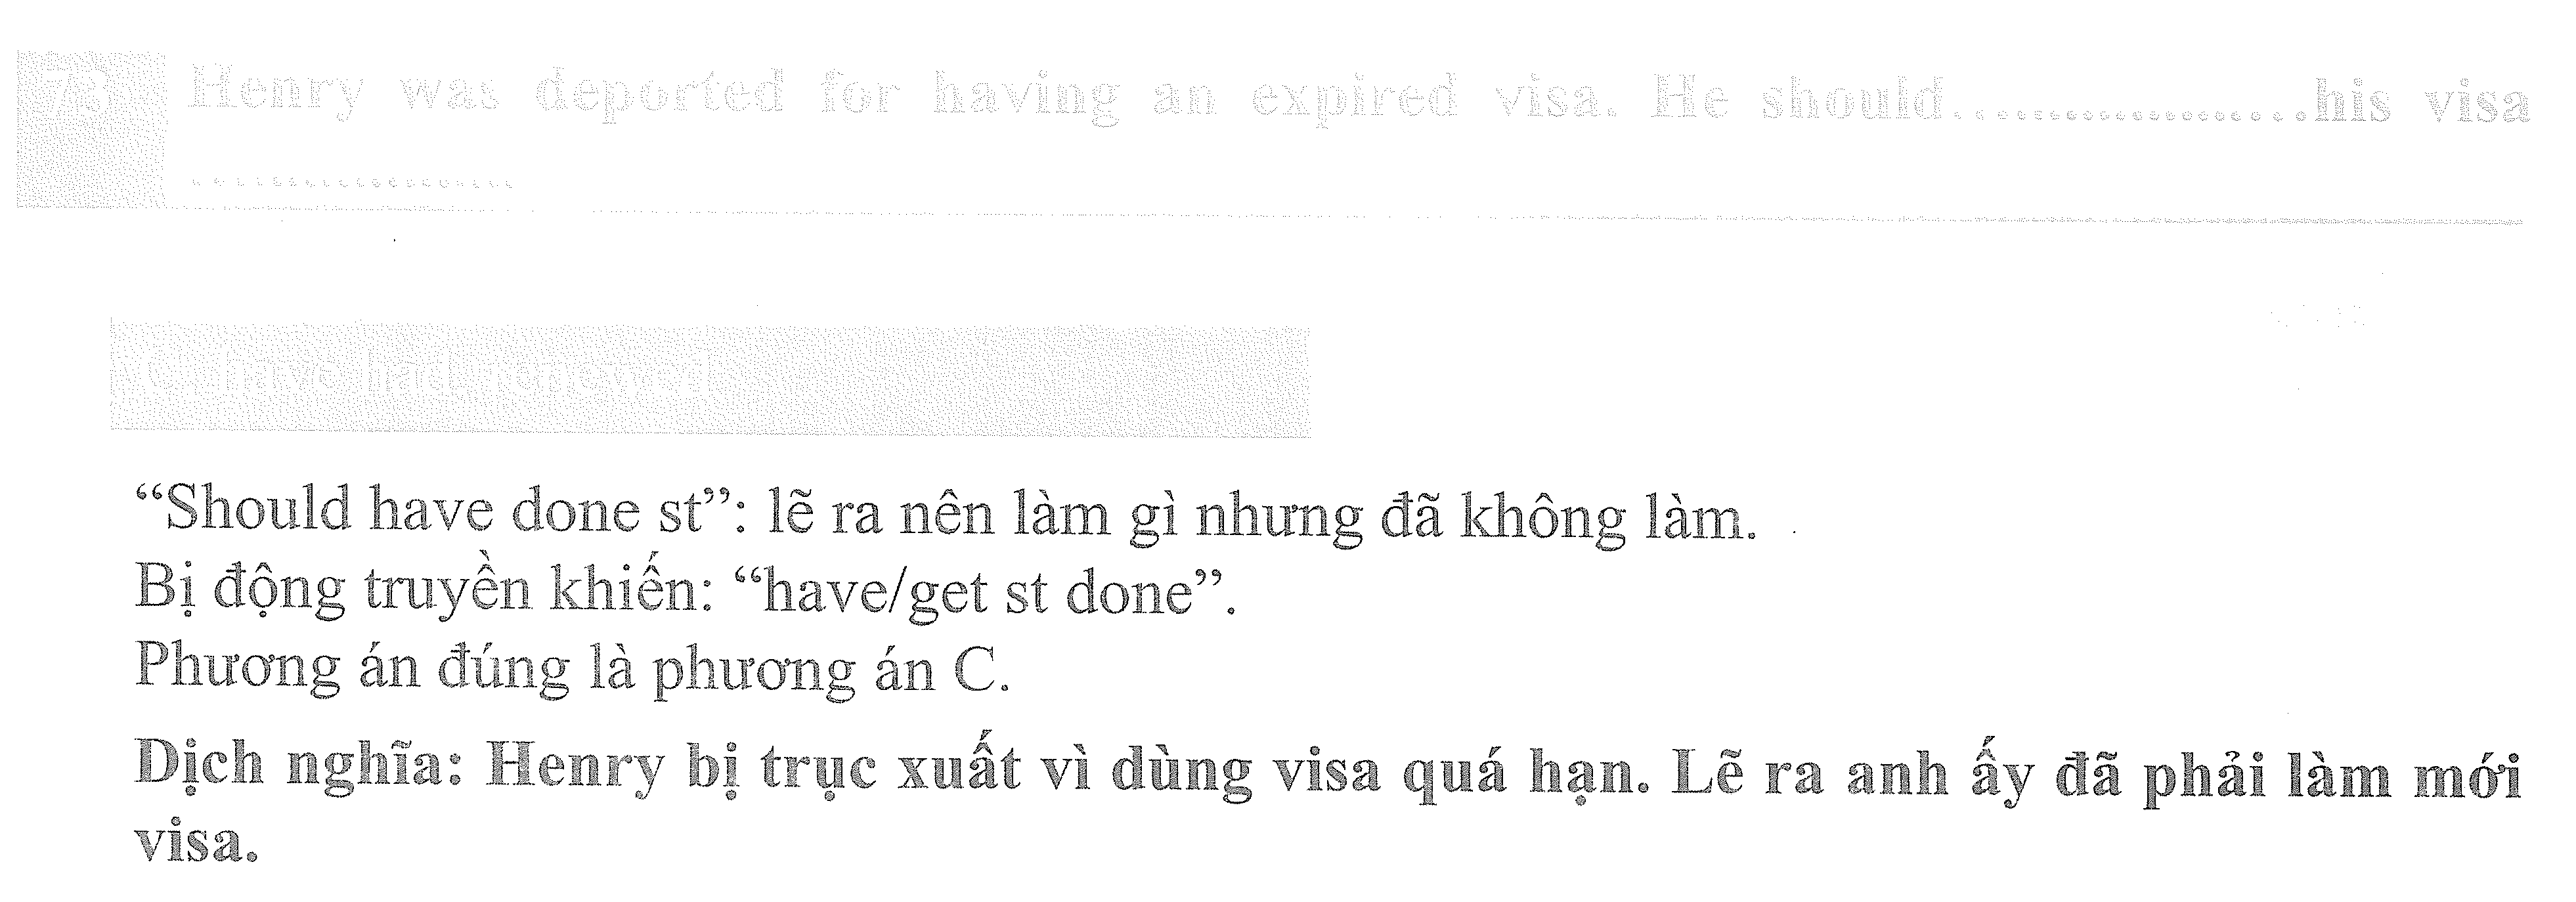 73 Henry was deported for having an expired visa. He should....................his visa
....................
C. have had...renewed
“Should have done st”: lẽ ra nên làm gì nhưng đã không làm.
Bị động truyền khiến: “have/get st done”.
Phương án đúng là phương án C.
Dịch nghĩa: Henry bị trục xuất vì dùng visa quá hạn. Lẽ ra anh ấy đã phải làm mới
visa.